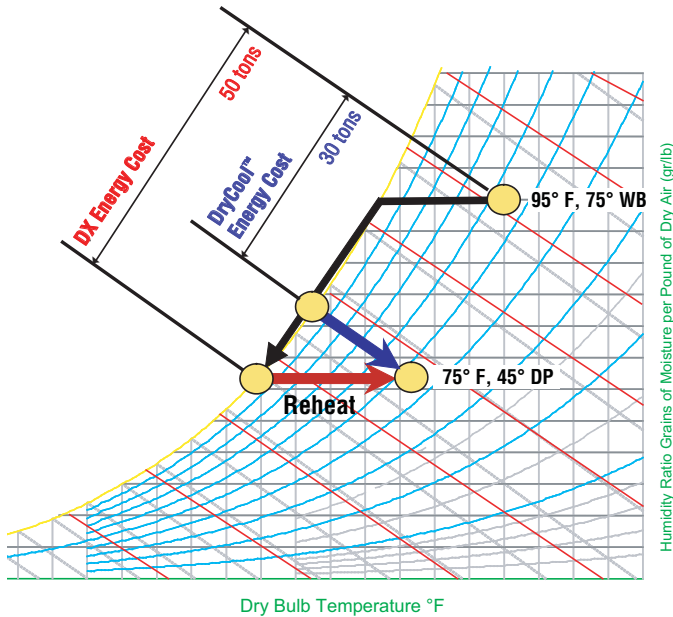 50 tons
DX Energy Cost
30 tons
DryCool™
Energy Cost
95° F, 75° WB
75° F, 45° DP
Reheat
Humidity Ratio Grains of Moisture per Pound of Dry Air (gr/lb)
Dry Bulb Temperature °F